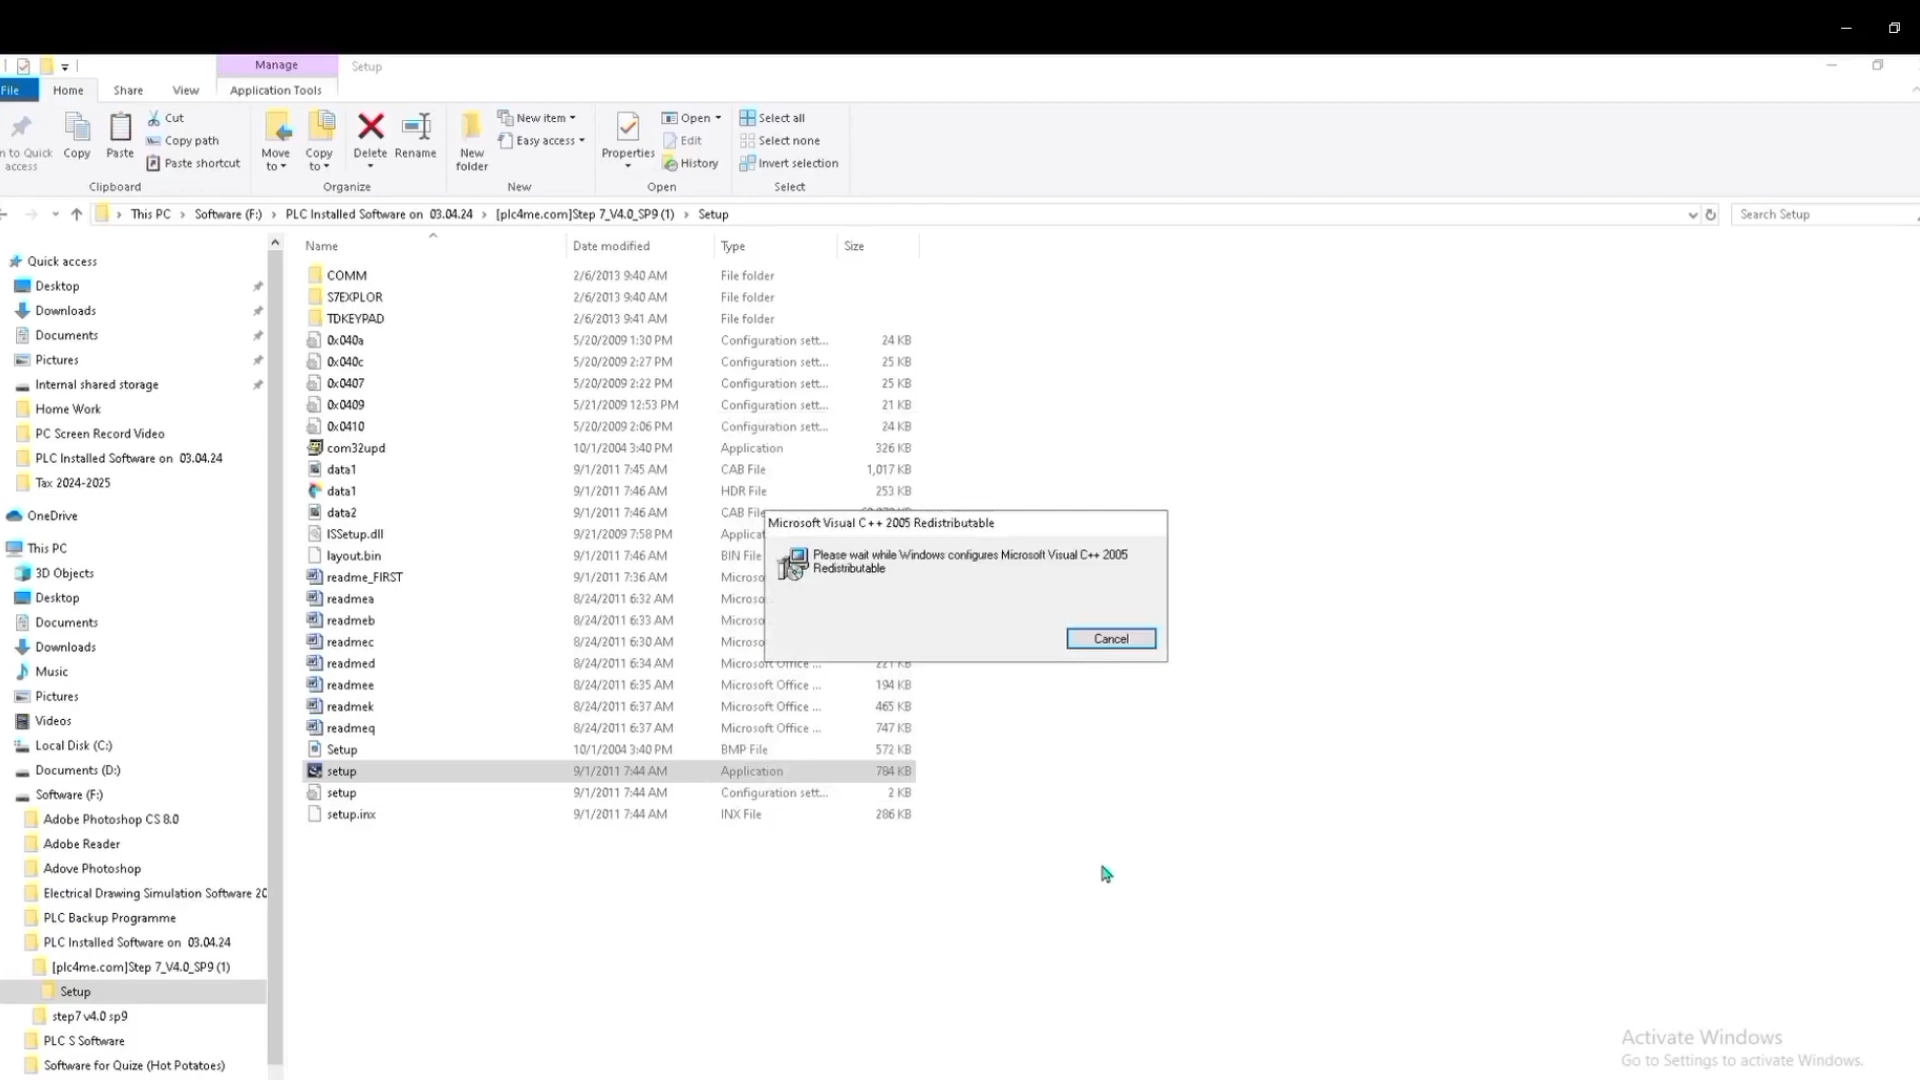 Manage
Setup
File
Home
Share
View
Application Tools
n to Quick
access
Copy
Paste
Cut
Copy path
Paste shortcut
Clipboard
Move
to
Copy
to
Delete
Rename
Organize
New
folder
New item
Easy access
New
Properties
Open
Edit
History
Open
Select all
Select none
Invert selection
Select
This PC > Software (F:) > PLC Installed Software on 03.04.24 > [plc4me.com]Step 7_V4.0_SP9 (1) > Setup
Search Setup
Quick access
Desktop
Downloads
Documents
Pictures
Internal shared storage
Home Work
PC Screen Record Video
PLC Installed Software on 03.04.24
Tax 2024-2025
OneDrive
This PC
3D Objects
Desktop
Documents
Downloads
Music
Pictures
Videos
Local Disk (C:)
Documents (D:)
Software (F:)
Adobe Photoshop CS 8.0
Adobe Reader
Adove Photoshop
Electrical Drawing Simulation Software 20
PLC Backup Programme
PLC Installed Software on 03.04.24
[plc4me.com]Step 7_V4.0_SP9 (1)
Setup
step7 v4.0 sp9
PLC S Software
Software for Quize (Hot Potatoes)
Name Date modified Type Size
COMM 2/6/2013 9:40 AM File folder
S7EXPLOR 2/6/2013 9:40 AM File folder
TDKEYPAD 2/6/2013 9:41 AM File folder
0x040a 5/20/2009 1:30 PM Configuration sett... 24 KB
0x040c 5/20/2009 2:27 PM Configuration sett... 25 KB
0x0407 5/20/2009 2:22 PM Configuration sett... 25 KB
0x0409 5/21/2009 12:53 PM Configuration sett... 21 KB
0x0410 5/20/2009 2:06 PM Configuration sett... 24 KB
com32upd 10/1/2004 3:40 PM Application 326 KB
data1 9/1/2011 7:45 AM CAB File 1,017 KB
data1 9/1/2011 7:46 AM HDR File 253 KB
data2 9/1/2011 7:46 AM CAB File
ISSetup.dll 9/21/2009 7:58 PM Applica
layout.bin 9/1/2011 7:46 AM BIN File
readme_FIRST 9/1/2011 7:36 AM Microso
readmea 8/24/2011 6:32 AM Microso
readmeb 8/24/2011 6:33 AM Microso
readmec 8/24/2011 6:30 AM Microso
readmed 8/24/2011 6:34 AM Microsoft Office ... 221 KB
readmee 8/24/2011 6:35 AM Microsoft Office ... 194 KB
readmek 8/24/2011 6:37 AM Microsoft Office ... 465 KB
readmeq 8/24/2011 6:37 AM Microsoft Office ... 747 KB
Setup 10/1/2004 3:40 PM BMP File 572 KB
setup 9/1/2011 7:44 AM Application 784 KB
setup 9/1/2011 7:44 AM Configuration sett... 2 KB
setup.inx 9/1/2011 7:44 AM INX File 286 KB
Microsoft Visual C++ 2005 Redistributable
Please wait while Windows configures Microsoft Visual C++ 2005
Redistributable
Cancel
Activate Windows
Go to Settings to activate Windows.